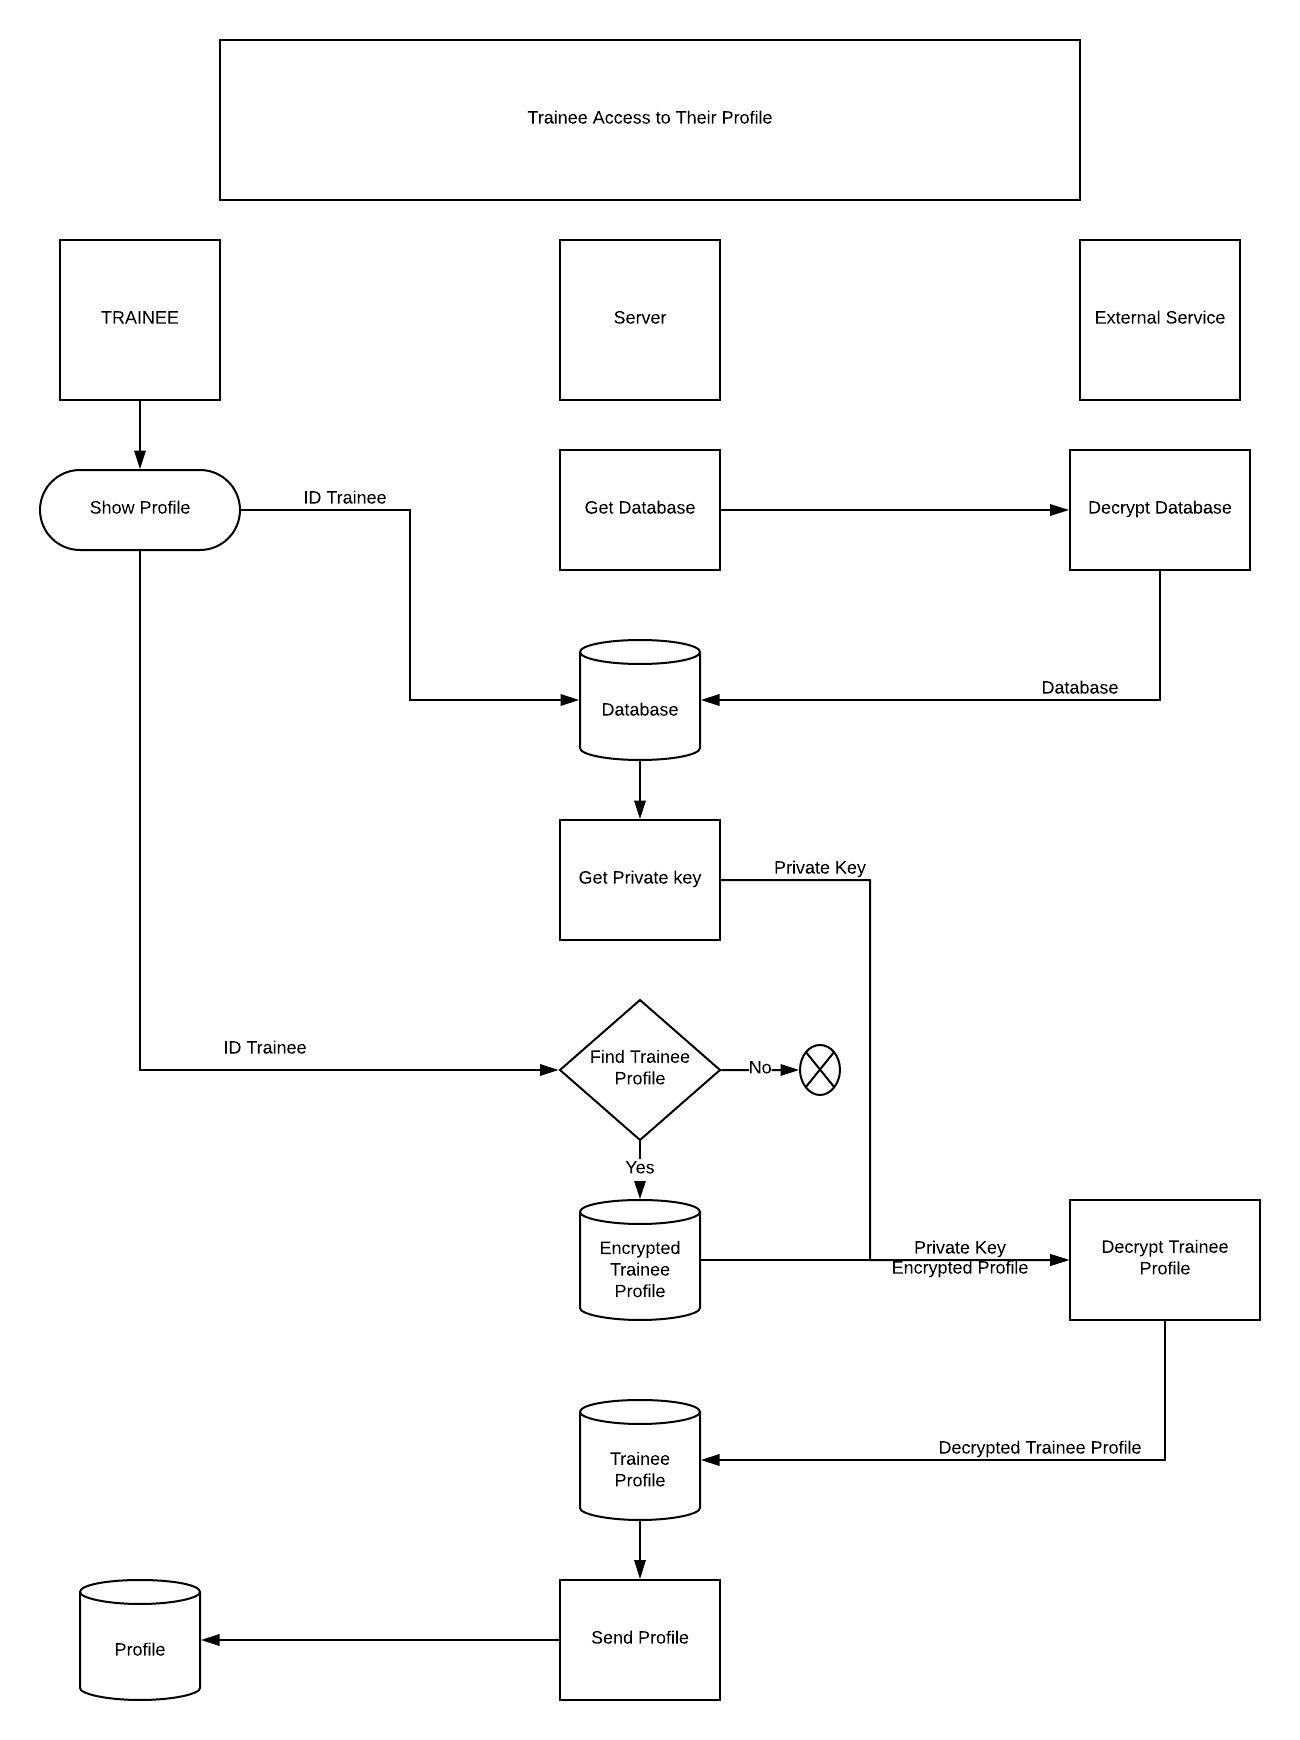 Trainee Access to Their Profile
TRAINEE
Server
External Service
Show Profile
ID Trainee
Get Database
Decrypt Database
Database
Database
Get Private key
Private Key
ID Trainee
Find Trainee
Profile
No
Yes
Encrypted
Trainee
Profile
Private Key
Encrypted Profile
Decrypt Trainee
Profile
Trainee
Profile
Decrypted Trainee Profile
Profile
Send Profile